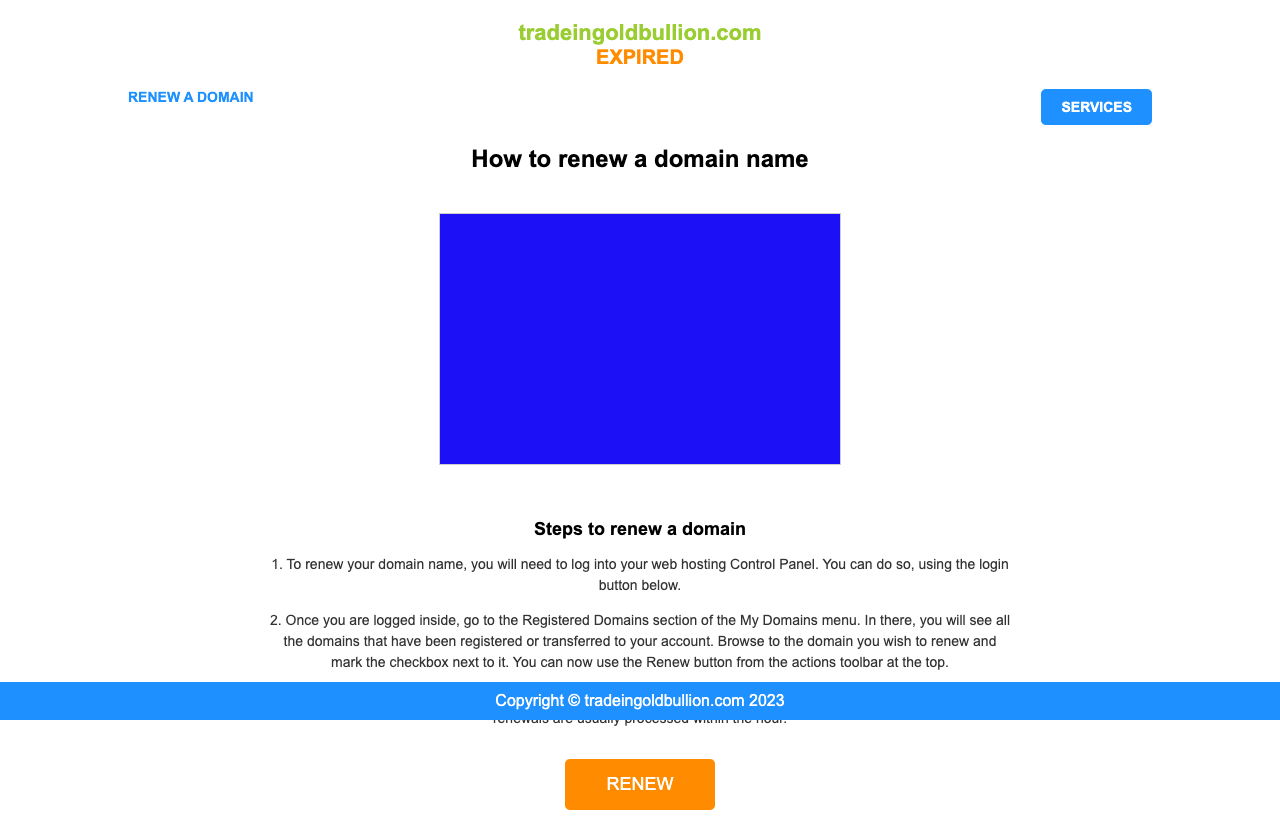 tradeingoldbullion.com
EXPIRED
RENEW A DOMAIN
SERVICES
How to renew a domain name
Steps to renew a domain
1. To renew your domain name, you will need to log into your web hosting Control Panel. You can do so, using the login
button below.
2. Once you are logged inside, go to the Registered Domains section of the My Domains menu. In there, you will see all
the domains that have been registered or transferred to your account. Browse to the domain you wish to renew and
mark the checkbox next to it. You can now use the Renew button from the actions toolbar at the top.
Copyright © tradeingoldbullion.com 2023
renewals are usually processed within the hour.
RENEW